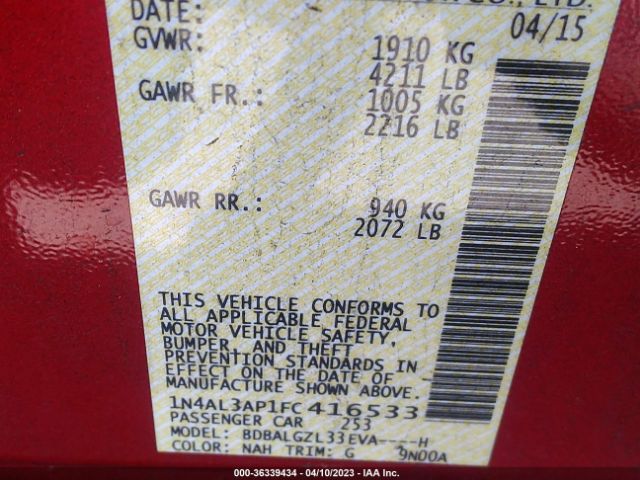 CO., LTD.
DATE: 04/15
GVWR: 1910 KG
4211 LB
GAWR FR.: 1005 KG
2216 LB
GAWR RR.: 940 KG
2072 LB
THIS VEHICLE CONFORMS TO
ALL APPLICABLE FEDERAL
MOTOR VEHICLE SAFETY,
BUMPER, AND THEFT
PREVENTION STANDARDS IN
EFFECT ON THE DATE OF
MANUFACTURE SHOWN ABOVE.
1N4AL3AP1FC416533
PASSENGER CAR 253
MODEL: BDBALGZL33EVA----H
COLOR: NAH TRIM: G 9N00A
000-36339434 - 04/10/2023 - IAA Inc.